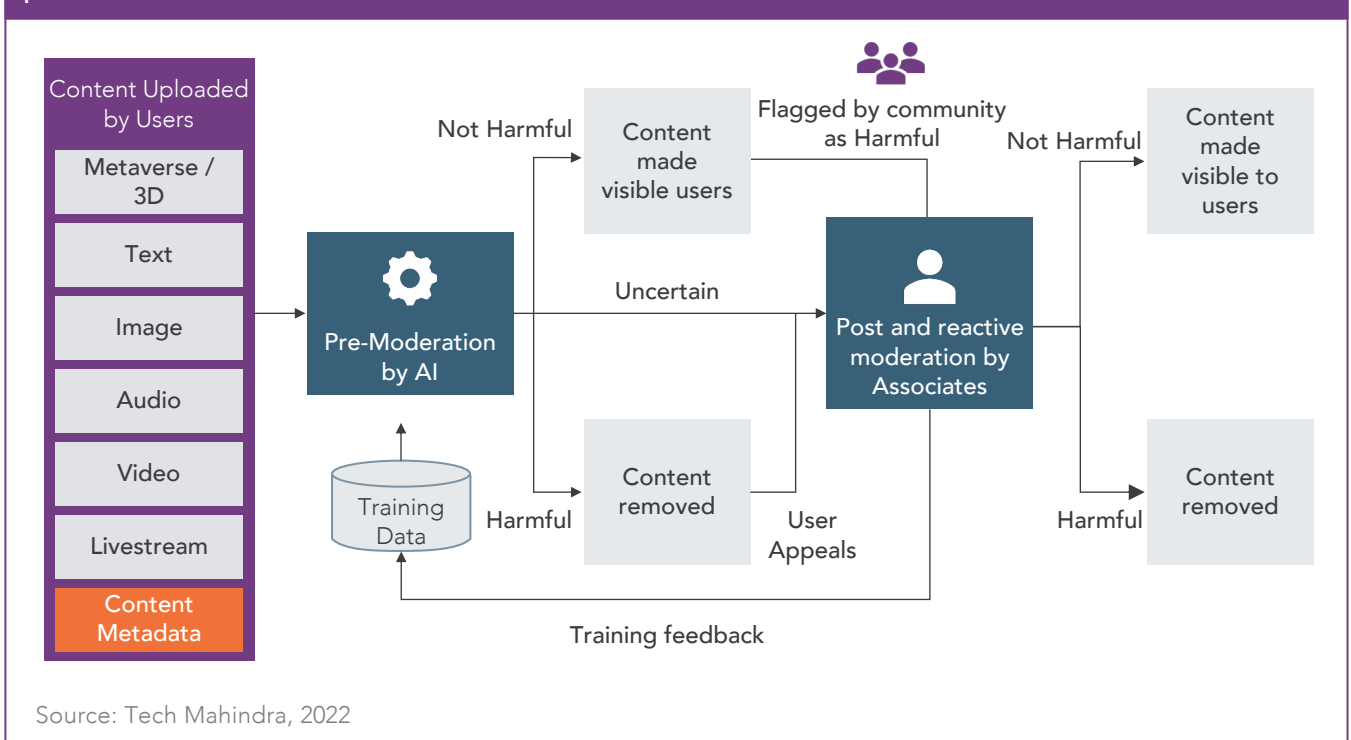 Content Uploaded
by Users
Metaverse /
3D
Text
Image
Audio
Video
Livestream
Content
Metadata
Pre-Moderation
by AI
Training
Data
Not Harmful
Content
made
visible users
Uncertain
Harmful
Content
removed
User
Appeals
Flagged by community
as Harmful
Post and reactive
moderation by
Associates
Training feedback
Not Harmful
Content
made
visible to
users
Harmful
Content
removed
Source: Tech Mahindra, 2022